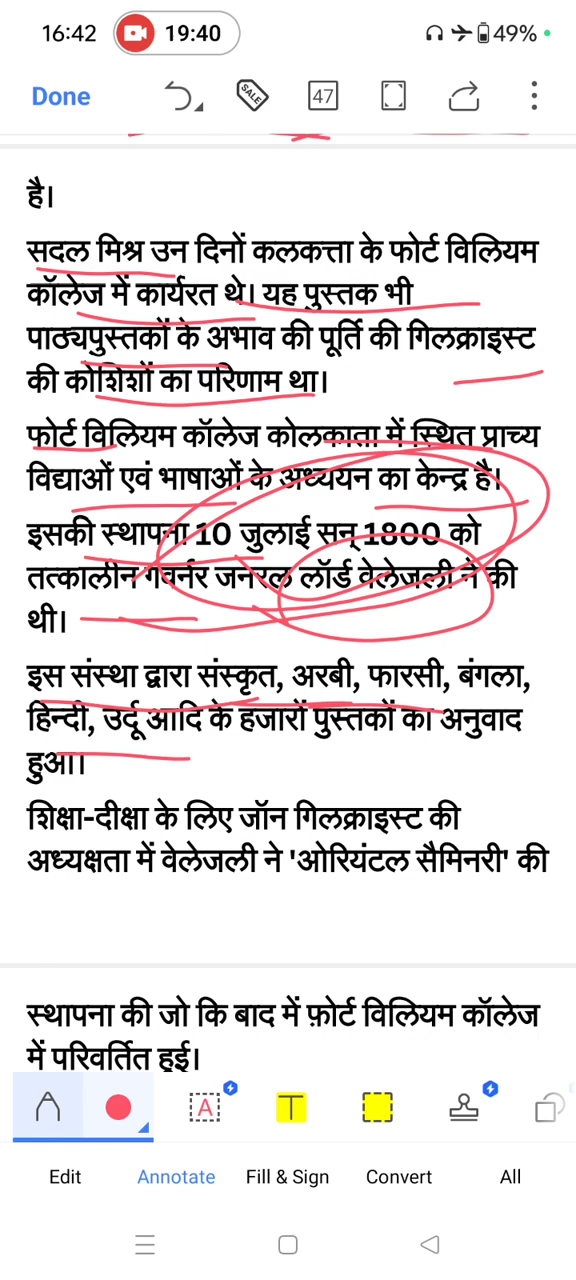 16:42
19:40
49%
Done
SALE
47
है।
सदल मिश्र उन दिनों कलकत्ता के फोर्ट विलियम
कॉलेज में कार्यरत थे। यह पुस्तक भी
पाठ्यपुस्तकों के अभाव की पूर्ति की गिलक्राइस्ट
की कोशिशों का परिणाम था।
फोर्ट विलियम कॉलेज कोलकाता में स्थित प्राच्य
विद्याओं एवं भाषाओं के अध्ययन का केन्द्र है।
इसकी स्थापना 10 जुलाई सन् 1800 को
तत्कालीन गवर्नर जनरल लॉर्ड वेलेजली ने की
थी।
इस संस्था द्वारा संस्कृत, अरबी, फारसी, बंगला,
हिन्दी, उर्दू आदि के हजारों पुस्तकों का अनुवाद
हुआ।
शिक्षा-दीक्षा के लिए जॉन गिलक्राइस्ट की
अध्यक्षता में वेलेजली ने 'ओरियंटल सैमिनरी' की
स्थापना की जो कि बाद में फ़ोर्ट विलियम कॉलेज
में परिवर्तित हुई।
A
T
Edit
Annotate
Fill & Sign
Convert
All